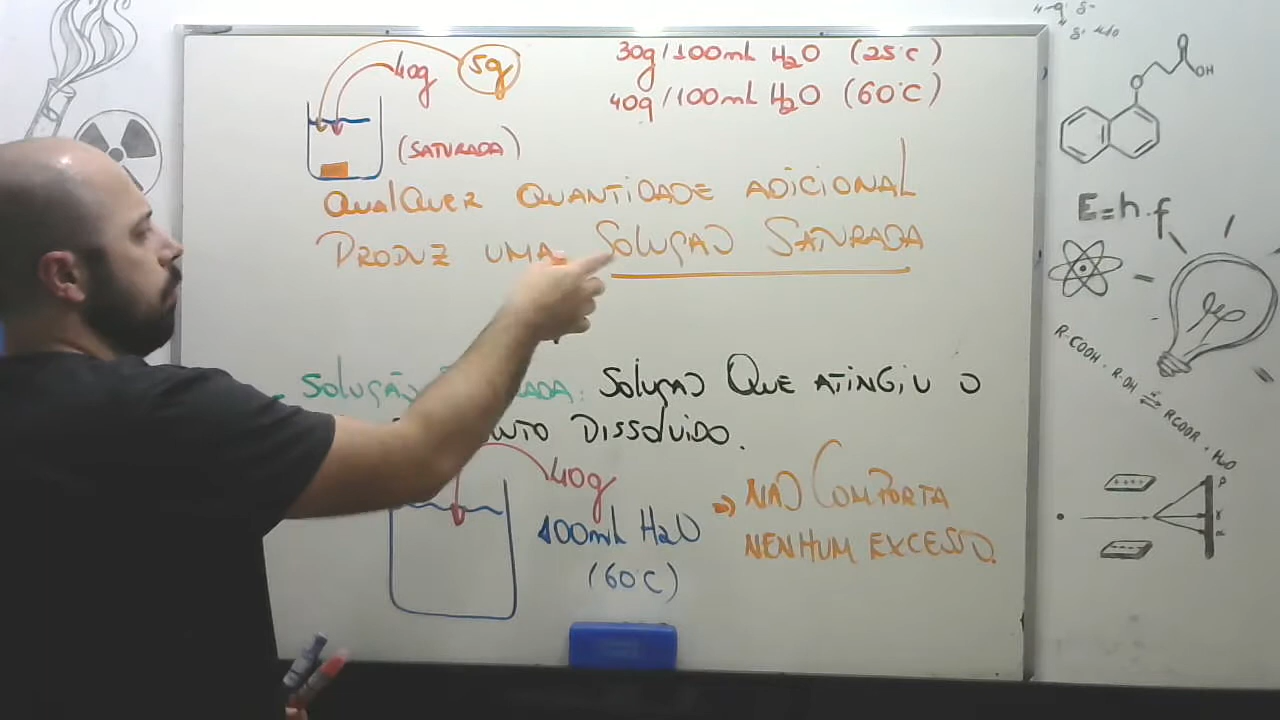 40g 5g
(SATURADA)
30g/100ml H2O (25°C)
40g/100ml H2O (60°C)
QUALQUER QUANTIDADE ADICIONAL
PRODUZ UMA SOLUÇÃO SATURADA
SOLUÇÃO SOLUÇÃO QUE ATINGIU O
DISSOLVIDO.
40g
100ml H2O
(60°C)
NÃO COMPORTA
NENHUM EXCESSO.
O
OH
E=h.f
R-COOH + R-OH ⇌ RCOOR + H2O
++++
----
β
γ
α